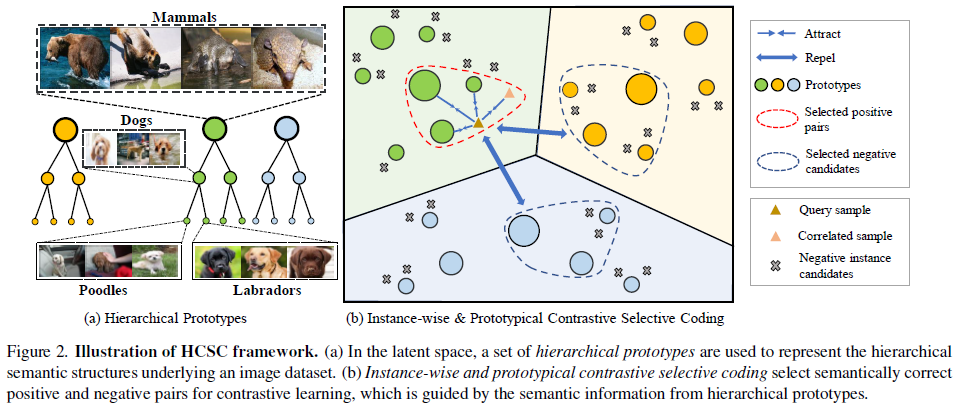 Mammals
Dogs
Poodles
Labradors
(a) Hierarchical Prototypes
(b) Instance-wise & Prototypical Contrastive Selective Coding
Attract
Repel
Prototypes
Selected positive
pairs
Selected negative
candidates
Query sample
Correlated sample
Negative instance
candidates
Figure 2. Illustration of HCSC framework. (a) In the latent space, a set of hierarchical prototypes are used to represent the hierarchical
semantic structures underlying an image dataset. (b) Instance-wise and prototypical contrastive selective coding select semantically correct
positive and negative pairs for contrastive learning, which is guided by the semantic information from hierarchical prototypes.